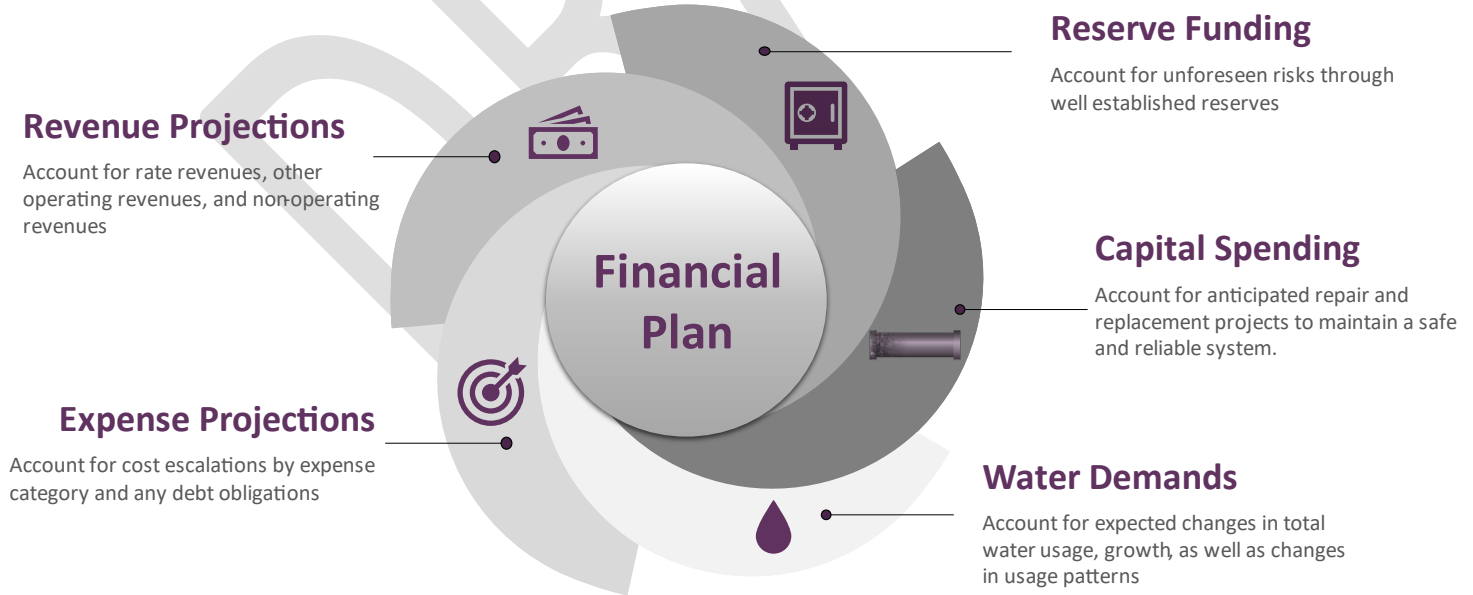 Reserve Funding
Account for unforeseen risks through
well established reserves
Revenue Projections
Account for rate revenues, other
operating revenues, and non-operating
revenues
Financial
Plan
Capital Spending
Account for anticipated repair and
replacement projects to maintain a safe
and reliable system.
Expense Projections
Account for cost escalations by expense
category and any debt obligations
Water Demands
Account for expected changes in total
water usage, growth, as well as changes
in usage patterns